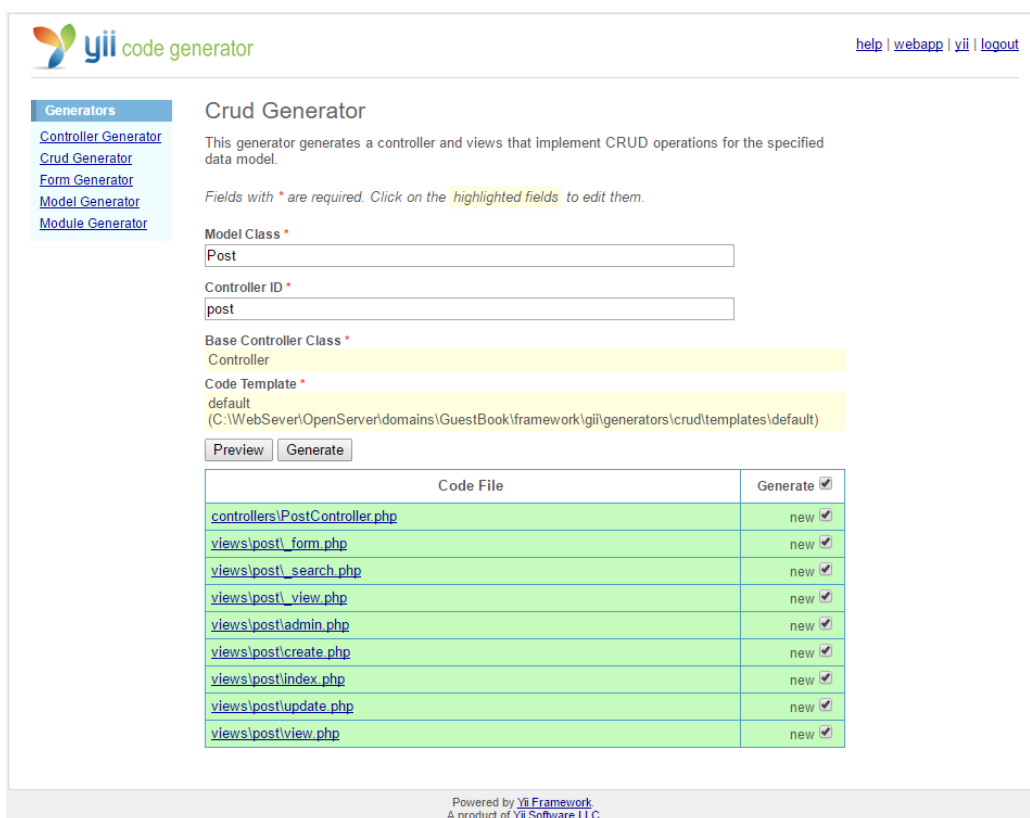 yii code generator
help | webapp | yii | logout
Generators
Controller Generator
Crud Generator
Form Generator
Model Generator
Module Generator
Crud Generator
This generator generates a controller and views that implement CRUD operations for the specified
data model.
Fields with * are required. Click on the highlighted fields to edit them.
Model Class *
Post
Controller ID *
post
Base Controller Class *
Controller
Code Template *
default
(C:\WebSever\OpenServer\domains\GuestBook\framework\gii\generators\crud\templates\default)
Preview Generate
Code File Generate
controllers\PostController.php new
views\post\_form.php new
views\post\_search.php new
views\post\_view.php new
views\post\admin.php new
views\post\create.php new
views\post\index.php new
views\post\update.php new
views\post\view.php new
Powered by Yii Framework.
A product of Yii Software LLC